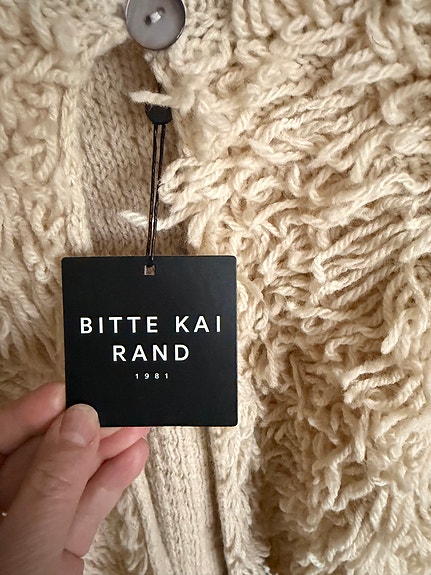 BITTE KAI
RAND
1981